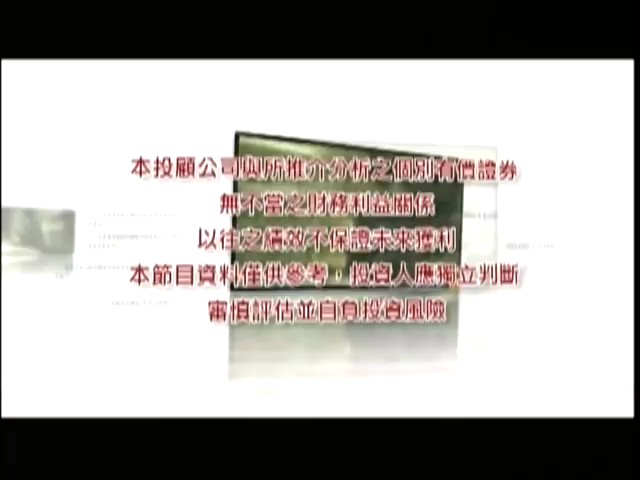 本投顧公司與所推介分析之個別有價證券
無不當之財務利益關係
以往之績效不保證未來獲利
本節目資料僅供參考，投資人應獨立判斷
審慎評估並自負投資風險